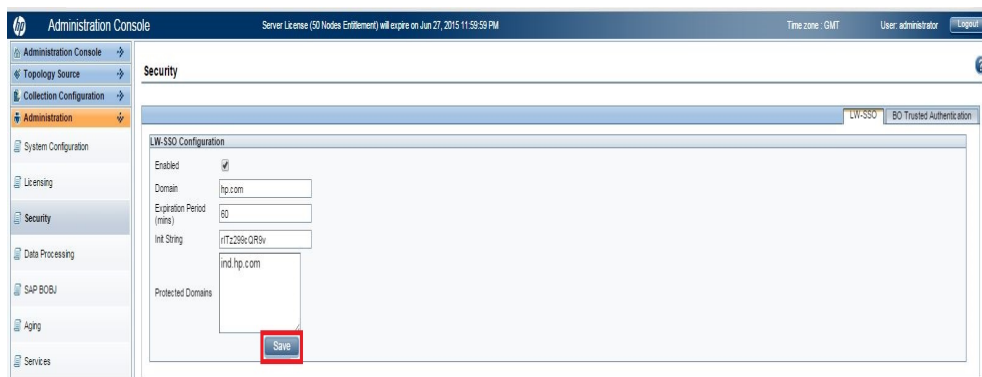 hp Administration Console Server License (50 Nodes Entitlement) will expire on Jun 27, 2015 11:59:59 PM Time zone : GMT User: administrator Logout
Administration Console
Topology Source
Collection Configuration
Administration
System Configuration
Licensing
Security
Data Processing
SAP BOBJ
Aging
Services
Security
?
LW-SSO BO Trusted Authentication
LW-SSO Configuration
Enabled
Domain hp.com
Expiration Period (mins) 60
Init String rITz299cQR9v
Protected Domains ind.hp.com
Save